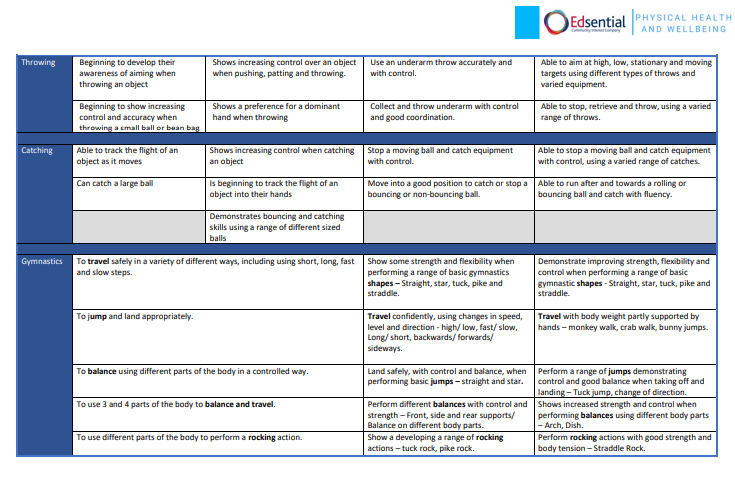 Edsential
Community Interest Company
PHYSICAL HEALTH
AND WELLBEING
Throwing
Beginning to develop their
awareness of aiming when
throwing an object
Shows increasing control over an object
when pushing, patting and throwing.
Use an underarm throw accurately and
with control.
Able to aim at high, low, stationary and moving
targets using different types of throws and
varied equipment.
Beginning to show increasing
control and accuracy when
throwing a small ball or bean bag
Shows a preference for a dominant
hand when throwing
Collect and throw underarm with control
and good coordination.
Able to stop, retrieve and throw, using a varied
range of throws.
Catching
Able to track the flight of an
object as it moves
Shows increasing control when catching
an object
Stop a moving ball and catch equipment
with control.
Able to stop a moving ball and catch equipment
with control, using a varied range of catches.
Can catch a large ball
Is beginning to track the flight of an
object into their hands
Move into a good position to catch or stop a
bouncing or non-bouncing ball.
Able to run after and towards a rolling or
bouncing ball and catch with fluency.
Demonstrates bouncing and catching
skills using a range of different sized
balls
Gymnastics
To travel safely in a variety of different ways, including using short, long, fast
and slow steps.
Show some strength and flexibility when
performing a range of basic gymnastics
shapes – Straight, star, tuck, pike and
straddle.
Demonstrate improving strength, flexibility and
control when performing a range of basic
gymnastic shapes - Straight, star, tuck, pike and
straddle.
To jump and land appropriately.
Travel confidently, using changes in speed,
level and direction - high/ low, fast/ slow,
Long/ short, backwards/ forwards/
sideways.
Travel with body weight partly supported by
hands – monkey walk, crab walk, bunny jumps.
To balance using different parts of the body in a controlled way.
Land safely, with control and balance, when
performing basic jumps – straight and star.
Perform a range of jumps demonstrating
control and good balance when taking off and
landing – Tuck jump, change of direction.
To use 3 and 4 parts of the body to balance and travel.
Perform different balances with control and
strength – Front, side and rear supports/
Balance on different body parts.
Shows increased strength and control when
performing balances using different body parts
– Arch, Dish.
To use different parts of the body to perform a rocking action.
Show a developing a range of rocking
actions – tuck rock, pike rock.
Perform rocking actions with good strength and
body tension – Straddle Rock.